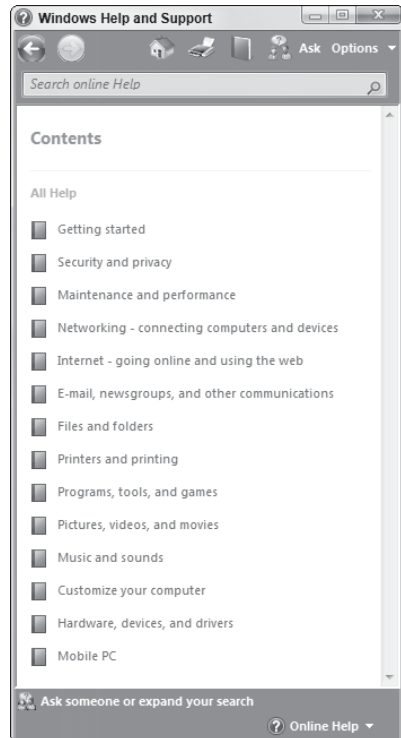 Windows Help and Support
Ask Options
Search online Help
Contents
All Help
Getting started
Security and privacy
Maintenance and performance
Networking - connecting computers and devices
Internet - going online and using the web
E-mail, newsgroups, and other communications
Files and folders
Printers and printing
Programs, tools, and games
Pictures, videos, and movies
Music and sounds
Customize your computer
Hardware, devices, and drivers
Mobile PC
Ask someone or expand your search
Online Help